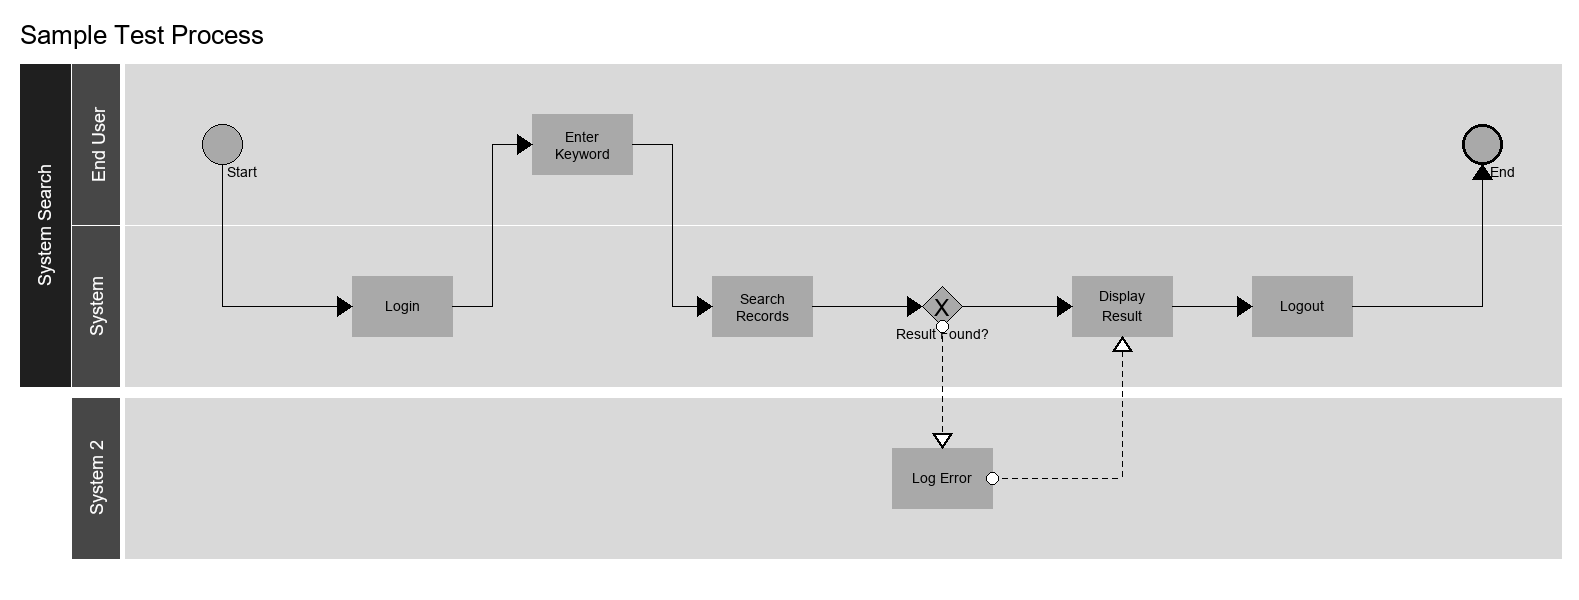 Sample Test Process
System Search
End User
Start
Enter
Keyword
End
System
Login
Search
Records
X
Result Found?
Display
Result
Logout
System 2
Log Error